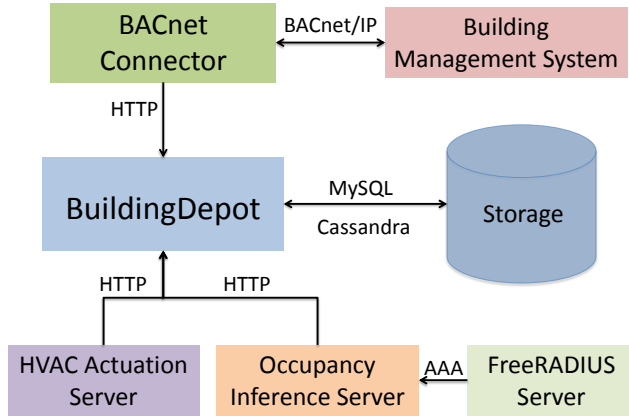 BACnet
Connector
BACnet/IP
Building
Management System
HTTP
BuildingDepot
MySQL
Cassandra
Storage
HTTP
HTTP
HVAC Actuation
Server
Occupancy
Inference Server
AAA
FreeRADIUS
Server